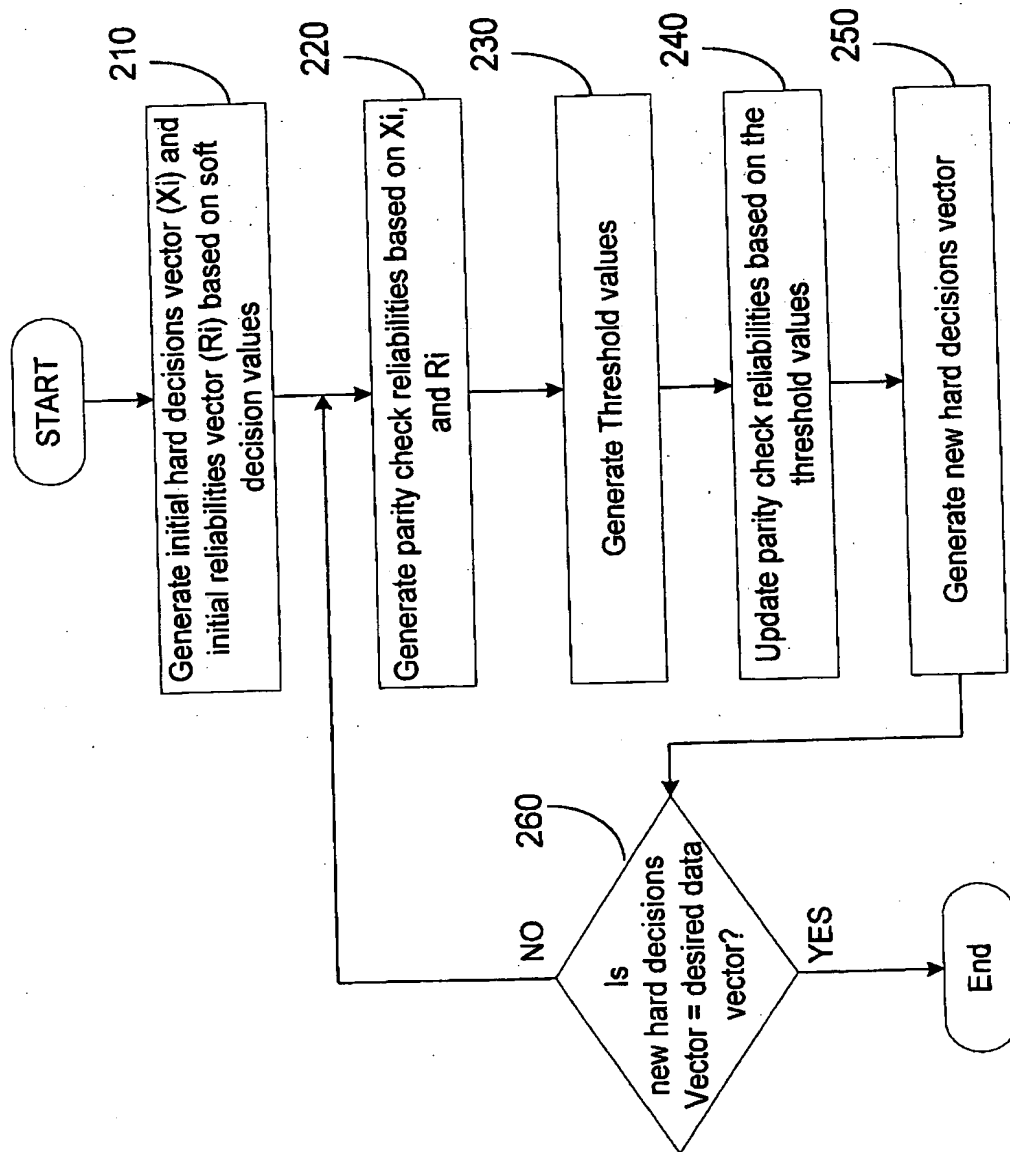 START
210
Generate initial hard decisions vector (Xi) and
initial reliabilities vector (Ri) based on soft
decision values
220
Generate parity check reliabilities based on Xi,
and Ri
230
Generate Threshold values
240
Update parity check reliabilities based on the
threshold values
250
Generate new hard decisions vector
260
Is
new hard decisions
Vector = desired data
vector?
NO
YES
End